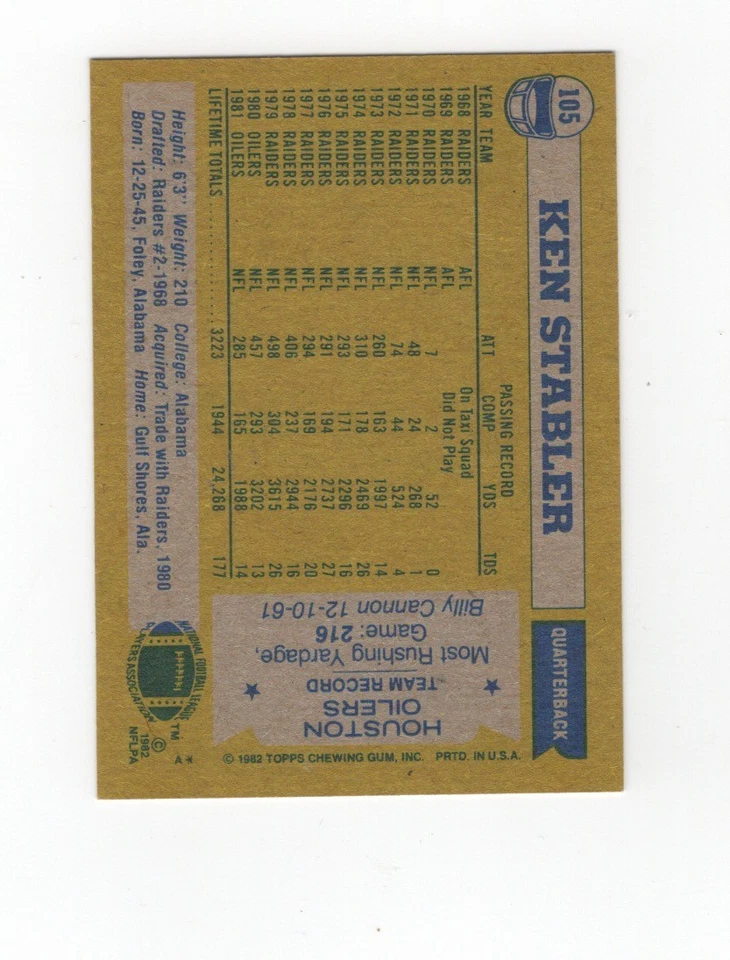 105
KEN STABLER
QUARTERBACK
PASSING RECORD
YEAR TEAM ATT COMP YDS TDS
1968 RAIDERS AFL On Taxi Squad
1969 RAIDERS AFL Did Not Play
1970 RAIDERS NFL 7 2 52 0
1971 RAIDERS NFL 48 24 268 1
1972 RAIDERS NFL 74 44 524 4
1973 RAIDERS NFL 260 163 1997 14
1974 RAIDERS NFL 310 178 2469 26
1975 RAIDERS NFL 293 171 2296 16
1976 RAIDERS NFL 291 194 2737 27
1977 RAIDERS NFL 294 169 2176 20
1978 RAIDERS NFL 406 237 2944 16
1979 RAIDERS NFL 498 304 3615 26
1980 OILERS NFL 457 293 3202 13
1981 OILERS NFL 285 165 1988 14
LIFETIME TOTALS .......... 3223 1944 24,268 177
Height: 6'3" Weight: 210 College: Alabama
Drafted: Raiders #2-1968 Acquired: Trade with Raiders, 1980
Born: 12-25-45, Foley, Alabama Home: Gulf Shores, Ala.
HOUSTON
OILERS
★ TEAM RECORD ★
Most Rushing Yardage,
Game: 216
Billy Cannon 12-10-61
NATIONAL FOOTBALL LEAGUE
PLAYERS ASSOCIATION
™
©
1982
NFLPA
A*
© 1982 TOPPS CHEWING GUM, INC. PRTD. IN U.S.A.